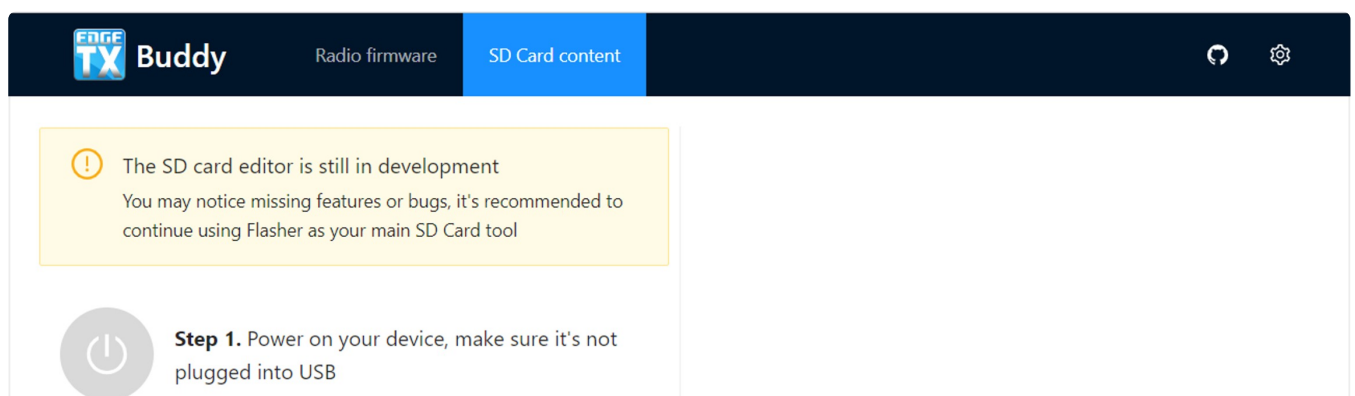 EDGE
TX Buddy Radio firmware SD Card content
The SD card editor is still in development
You may notice missing features or bugs, it's recommended to
continue using Flasher as your main SD Card tool
Step 1. Power on your device, make sure it's not
plugged into USB